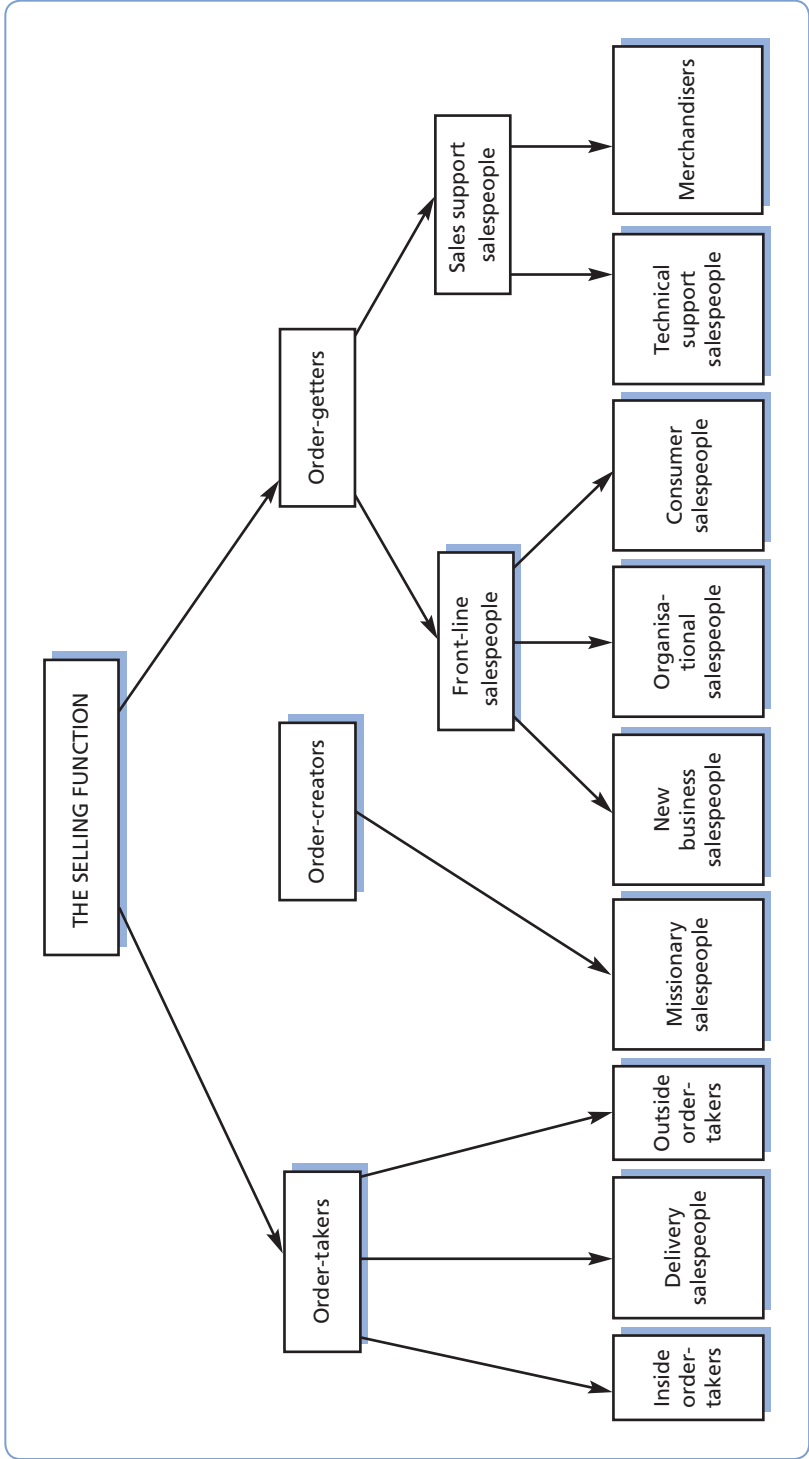 THE SELLING FUNCTION
Order-takers
Order-creators
Order-getters
Front-line
salespeople
Sales support
salespeople
Inside
order-
takers
Delivery
salespeople
Outside
order-
takers
Missionary
salespeople
New
business
salespeople
Organisa-
tional
salespeople
Consumer
salespeople
Technical
support
salespeople
Merchandisers